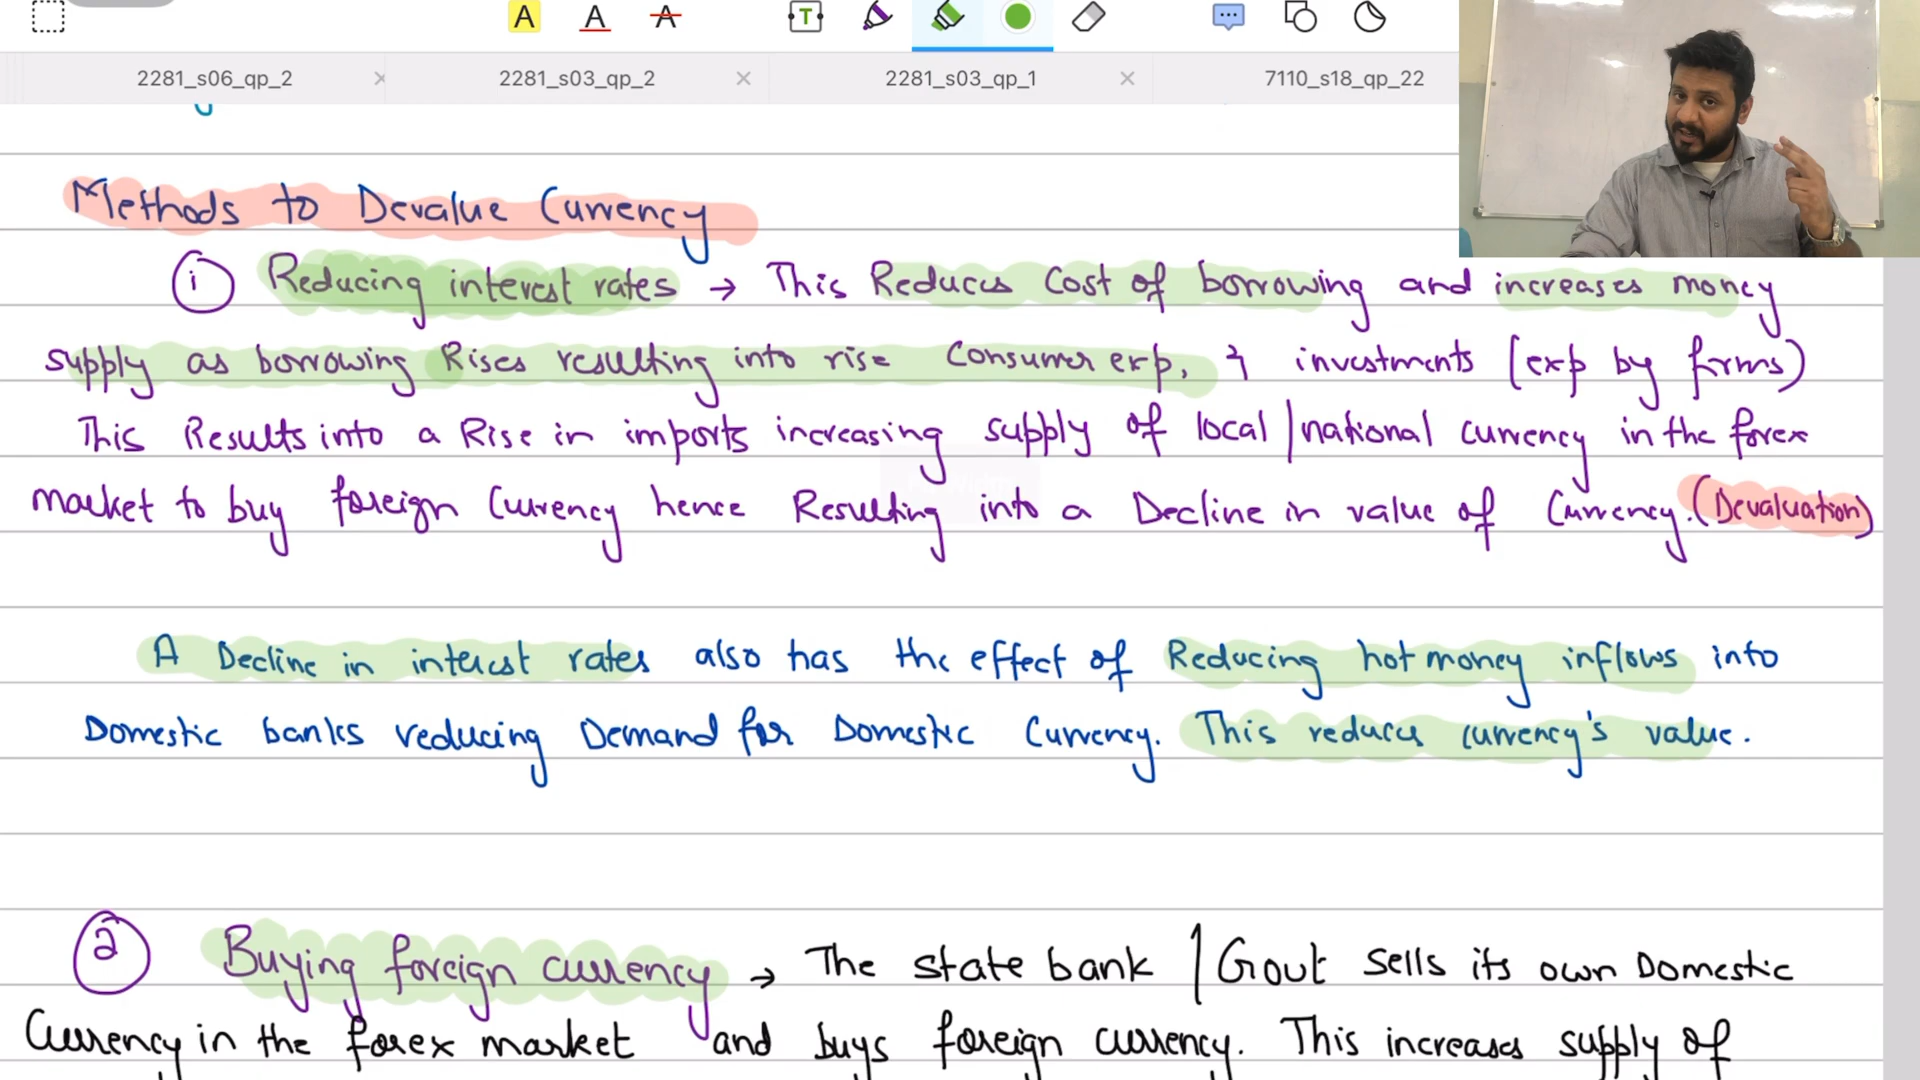 A A A T
2281_s06_qp_2 2281_s03_qp_2 2281_s03_qp_1 7110_s18_qp_22
Methods to Devalue Currency
1 Reducing interest rates → This Reduces Cost of borrowing and increases money
supply as borrowing Rises resulting into rise Consumer exp, & investments (exp by firms)
This Results into a Rise in imports increasing supply of local/national currency in the forex
market to buy foreign Currency hence Resulting into a Decline in value of Currency. (Devaluation)
A Decline in interest rates also has the effect of Reducing hot money inflows into
Domestic banks reducing Demand for Domestic Currency. This reduces currency's value.
2 Buying foreign currency → The state bank / Govt sells its own Domestic
Currency in the forex market and buys foreign currency. This increases supply of